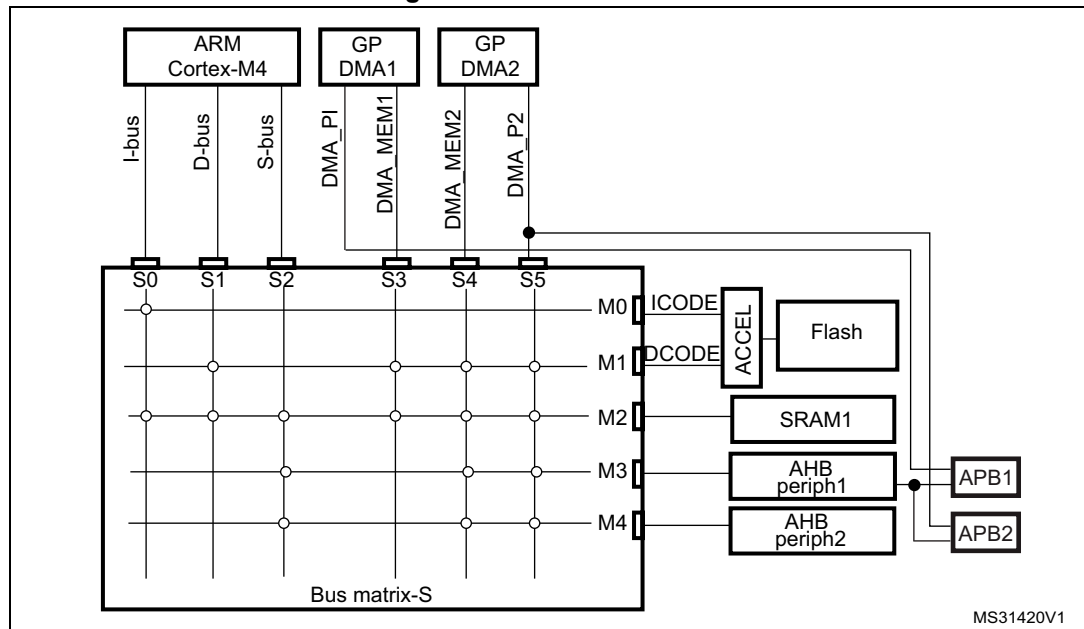 ARM
Cortex-M4
GP
DMA1
GP
DMA2
I-bus
D-bus
S-bus
DMA_PI
DMA_MEM1
DMA_MEM2
DMA_P2
S0 S1 S2 S3 S4 S5
M0 ICODE
M1 DCODE
ACCEL
Flash
M2 SRAM1
M3 AHB
periph1
APB1
M4 AHB
periph2
APB2
Bus matrix-S
MS31420V1